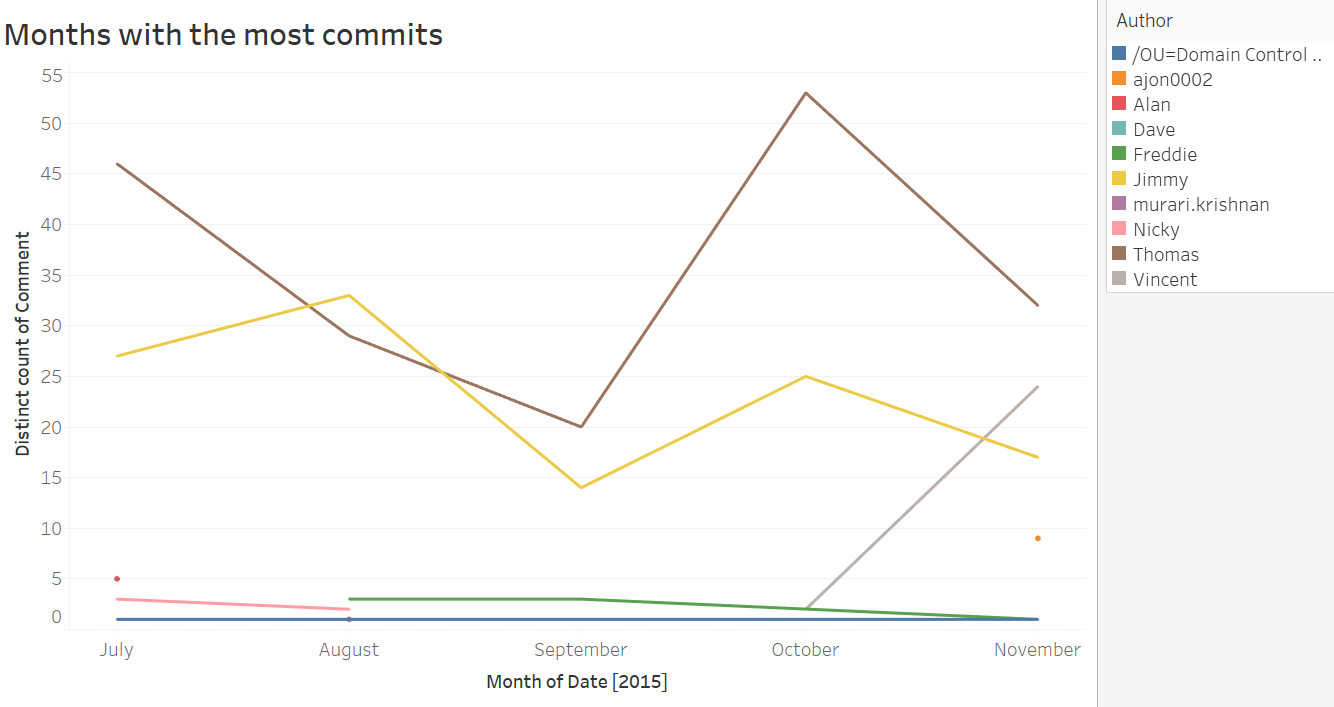 Months with the most commits
55
50
45
40
35
30
25
20
15
10
5
0
Distinct count of Comment
July
August
September
October
November
Month of Date [2015]
Author
/OU=Domain Control ..
ajon0002
Alan
Dave
Freddie
Jimmy
murari.krishnan
Nicky
Thomas
Vincent